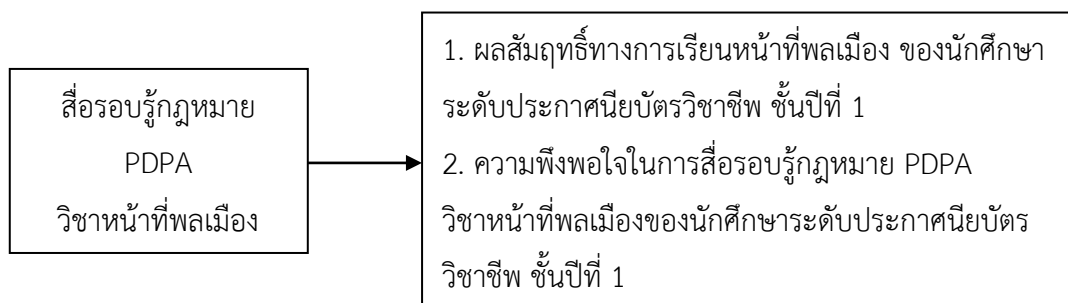 สื่อรอบรู้กฎหมาย
PDPA
วิชาหน้าที่พลเมือง
1. ผลสัมฤทธิ์ทางการเรียนหน้าที่พลเมือง ของนักศึกษา
ระดับประกาศนียบัตรวิชาชีพ ชั้นปีที่ 1
2. ความพึงพอใจในการสื่อรอบรู้กฎหมาย PDPA
วิชาหน้าที่พลเมืองของนักศึกษาระดับประกาศนียบัตร
วิชาชีพ ชั้นปีที่ 1